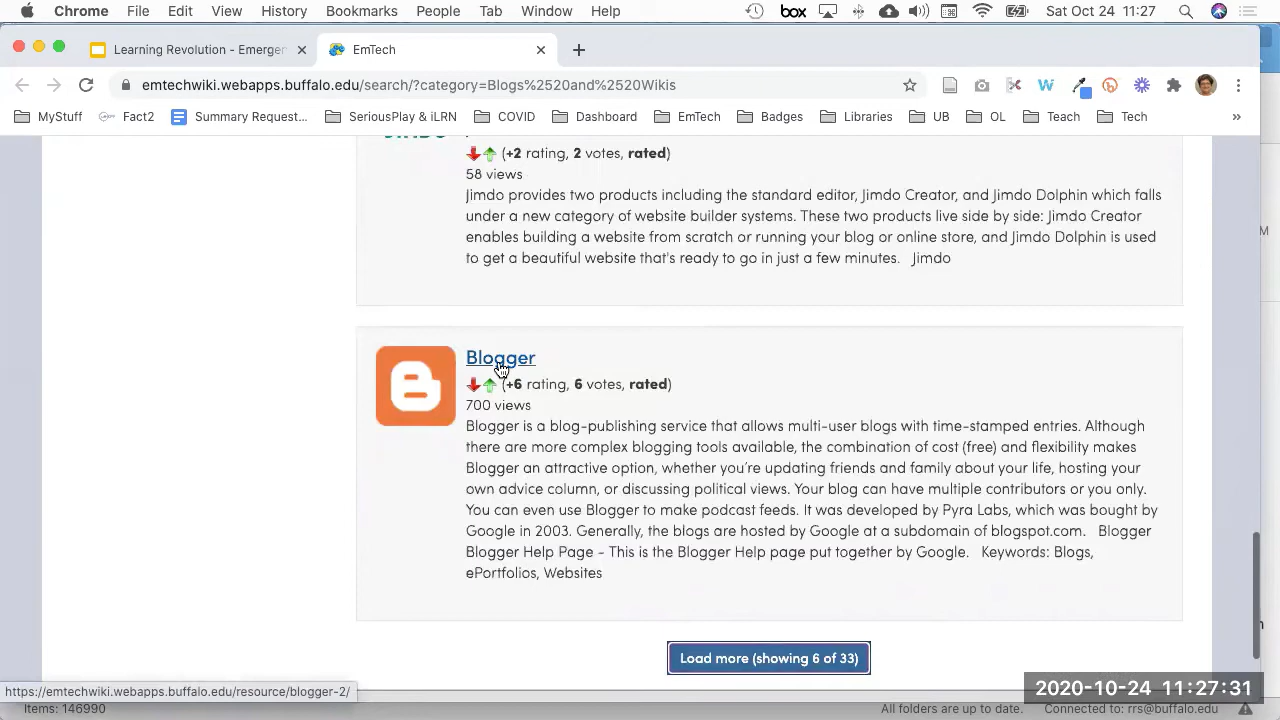 Chrome File Edit View History Bookmarks People Tab Window Help box Sat Oct 24 11:27
Learning Revolution - Emergen EmTech
emtechwiki.webapps.buffalo.edu/search/?category=Blogs%2520and%2520Wikis
MyStuff Fact2 Summary Request... SeriousPlay & iLRN COVID Dashboard EmTech Badges Libraries UB OL Teach Tech »
(+2 rating, 2 votes, rated)
58 views
Jimdo provides two products including the standard editor, Jimdo Creator, and Jimdo Dolphin which falls
under a new category of website builder systems. These two products live side by side: Jimdo Creator
enables building a website from scratch or running your blog or online store, and Jimdo Dolphin is used
to get a beautiful website that's ready to go in just a few minutes. Jimdo
Blogger
(+6 rating, 6 votes, rated)
700 views
Blogger is a blog-publishing service that allows multi-user blogs with time-stamped entries. Although
there are more complex blogging tools available, the combination of cost (free) and flexibility makes
Blogger an attractive option, whether you're updating friends and family about your life, hosting your
own advice column, or discussing political views. Your blog can have multiple contributors or you only.
You can even use Blogger to make podcast feeds. It was developed by Pyra Labs, which was bought by
Google in 2003. Generally, the blogs are hosted by Google at a subdomain of blogspot.com. Blogger
Blogger Help Page - This is the Blogger Help page put together by Google. Keywords: Blogs,
ePortfolios, Websites
Load more (showing 6 of 33)
https://emtechwiki.webapps.buffalo.edu/resource/blogger-2/
2020-10-24 11:27:31
Items: 146990 All folders are up to date. Connected to: rrs@buffalo.edu